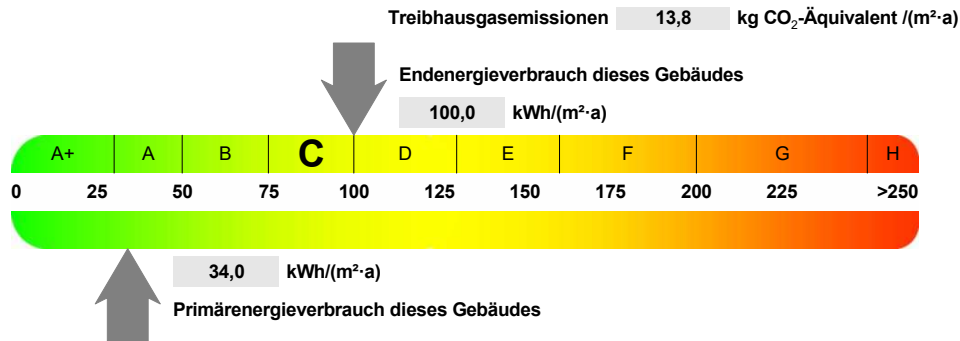 Treibhausgasemissionen 13,8 kg CO₂-Äquivalent /(m²·a)
Endenergieverbrauch dieses Gebäudes
100,0 kWh/(m²·a)
A+ A B C D E F G H
0 25 50 75 100 125 150 175 200 225 >250
34,0 kWh/(m²·a)
Primärenergieverbrauch dieses Gebäudes